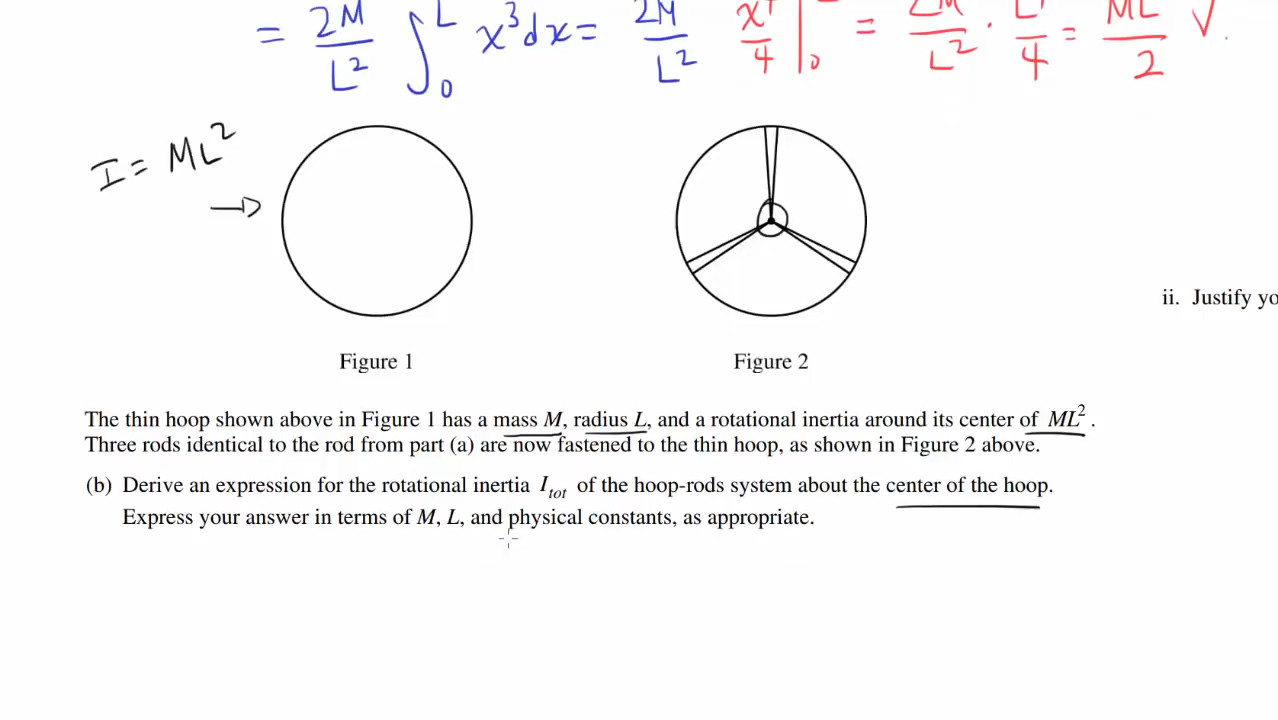 = 2M/L² ∫₀ᴸ x³dx = 2M/L² x⁴/4 |₀ = 2M/L² · L⁴/4 = ML²/2 √.
I = ML²
→
Figure 1 Figure 2
ii. Justify yo
The thin hoop shown above in Figure 1 has a mass M, radius L, and a rotational inertia around its center of ML².
Three rods identical to the rod from part (a) are now fastened to the thin hoop, as shown in Figure 2 above.
(b) Derive an expression for the rotational inertia I_tot of the hoop-rods system about the center of the hoop.
Express your answer in terms of M, L, and physical constants, as appropriate.